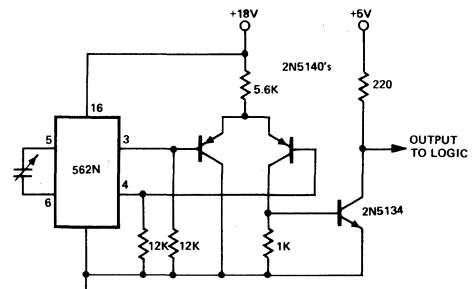 +18V
+5V
2N5140's
5.6K
220
16
5
3
562N
OUTPUT
TO LOGIC
4
6
2N5134
12K
12K
1K